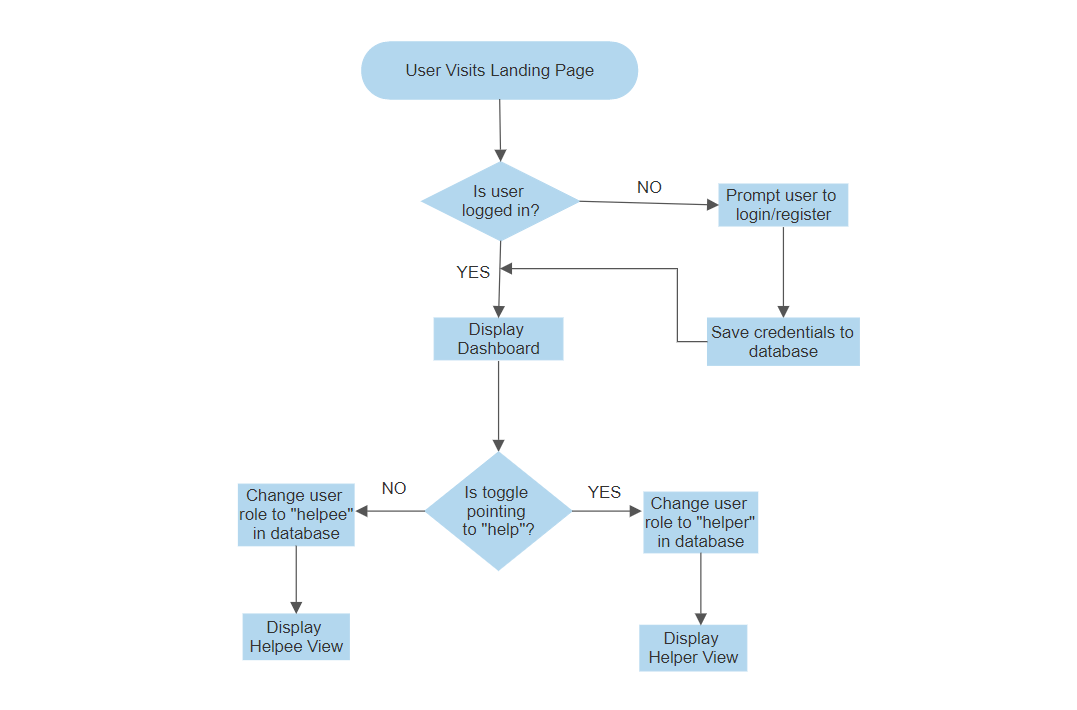 User Visits Landing Page
Is user
logged in?
NO
Prompt user to
login/register
YES
Save credentials to
database
Display
Dashboard
NO
Is toggle
pointing
to "help"?
YES
Change user
role to "helpee"
in database
Change user
role to "helper"
in database
Display
Helpee View
Display
Helper View